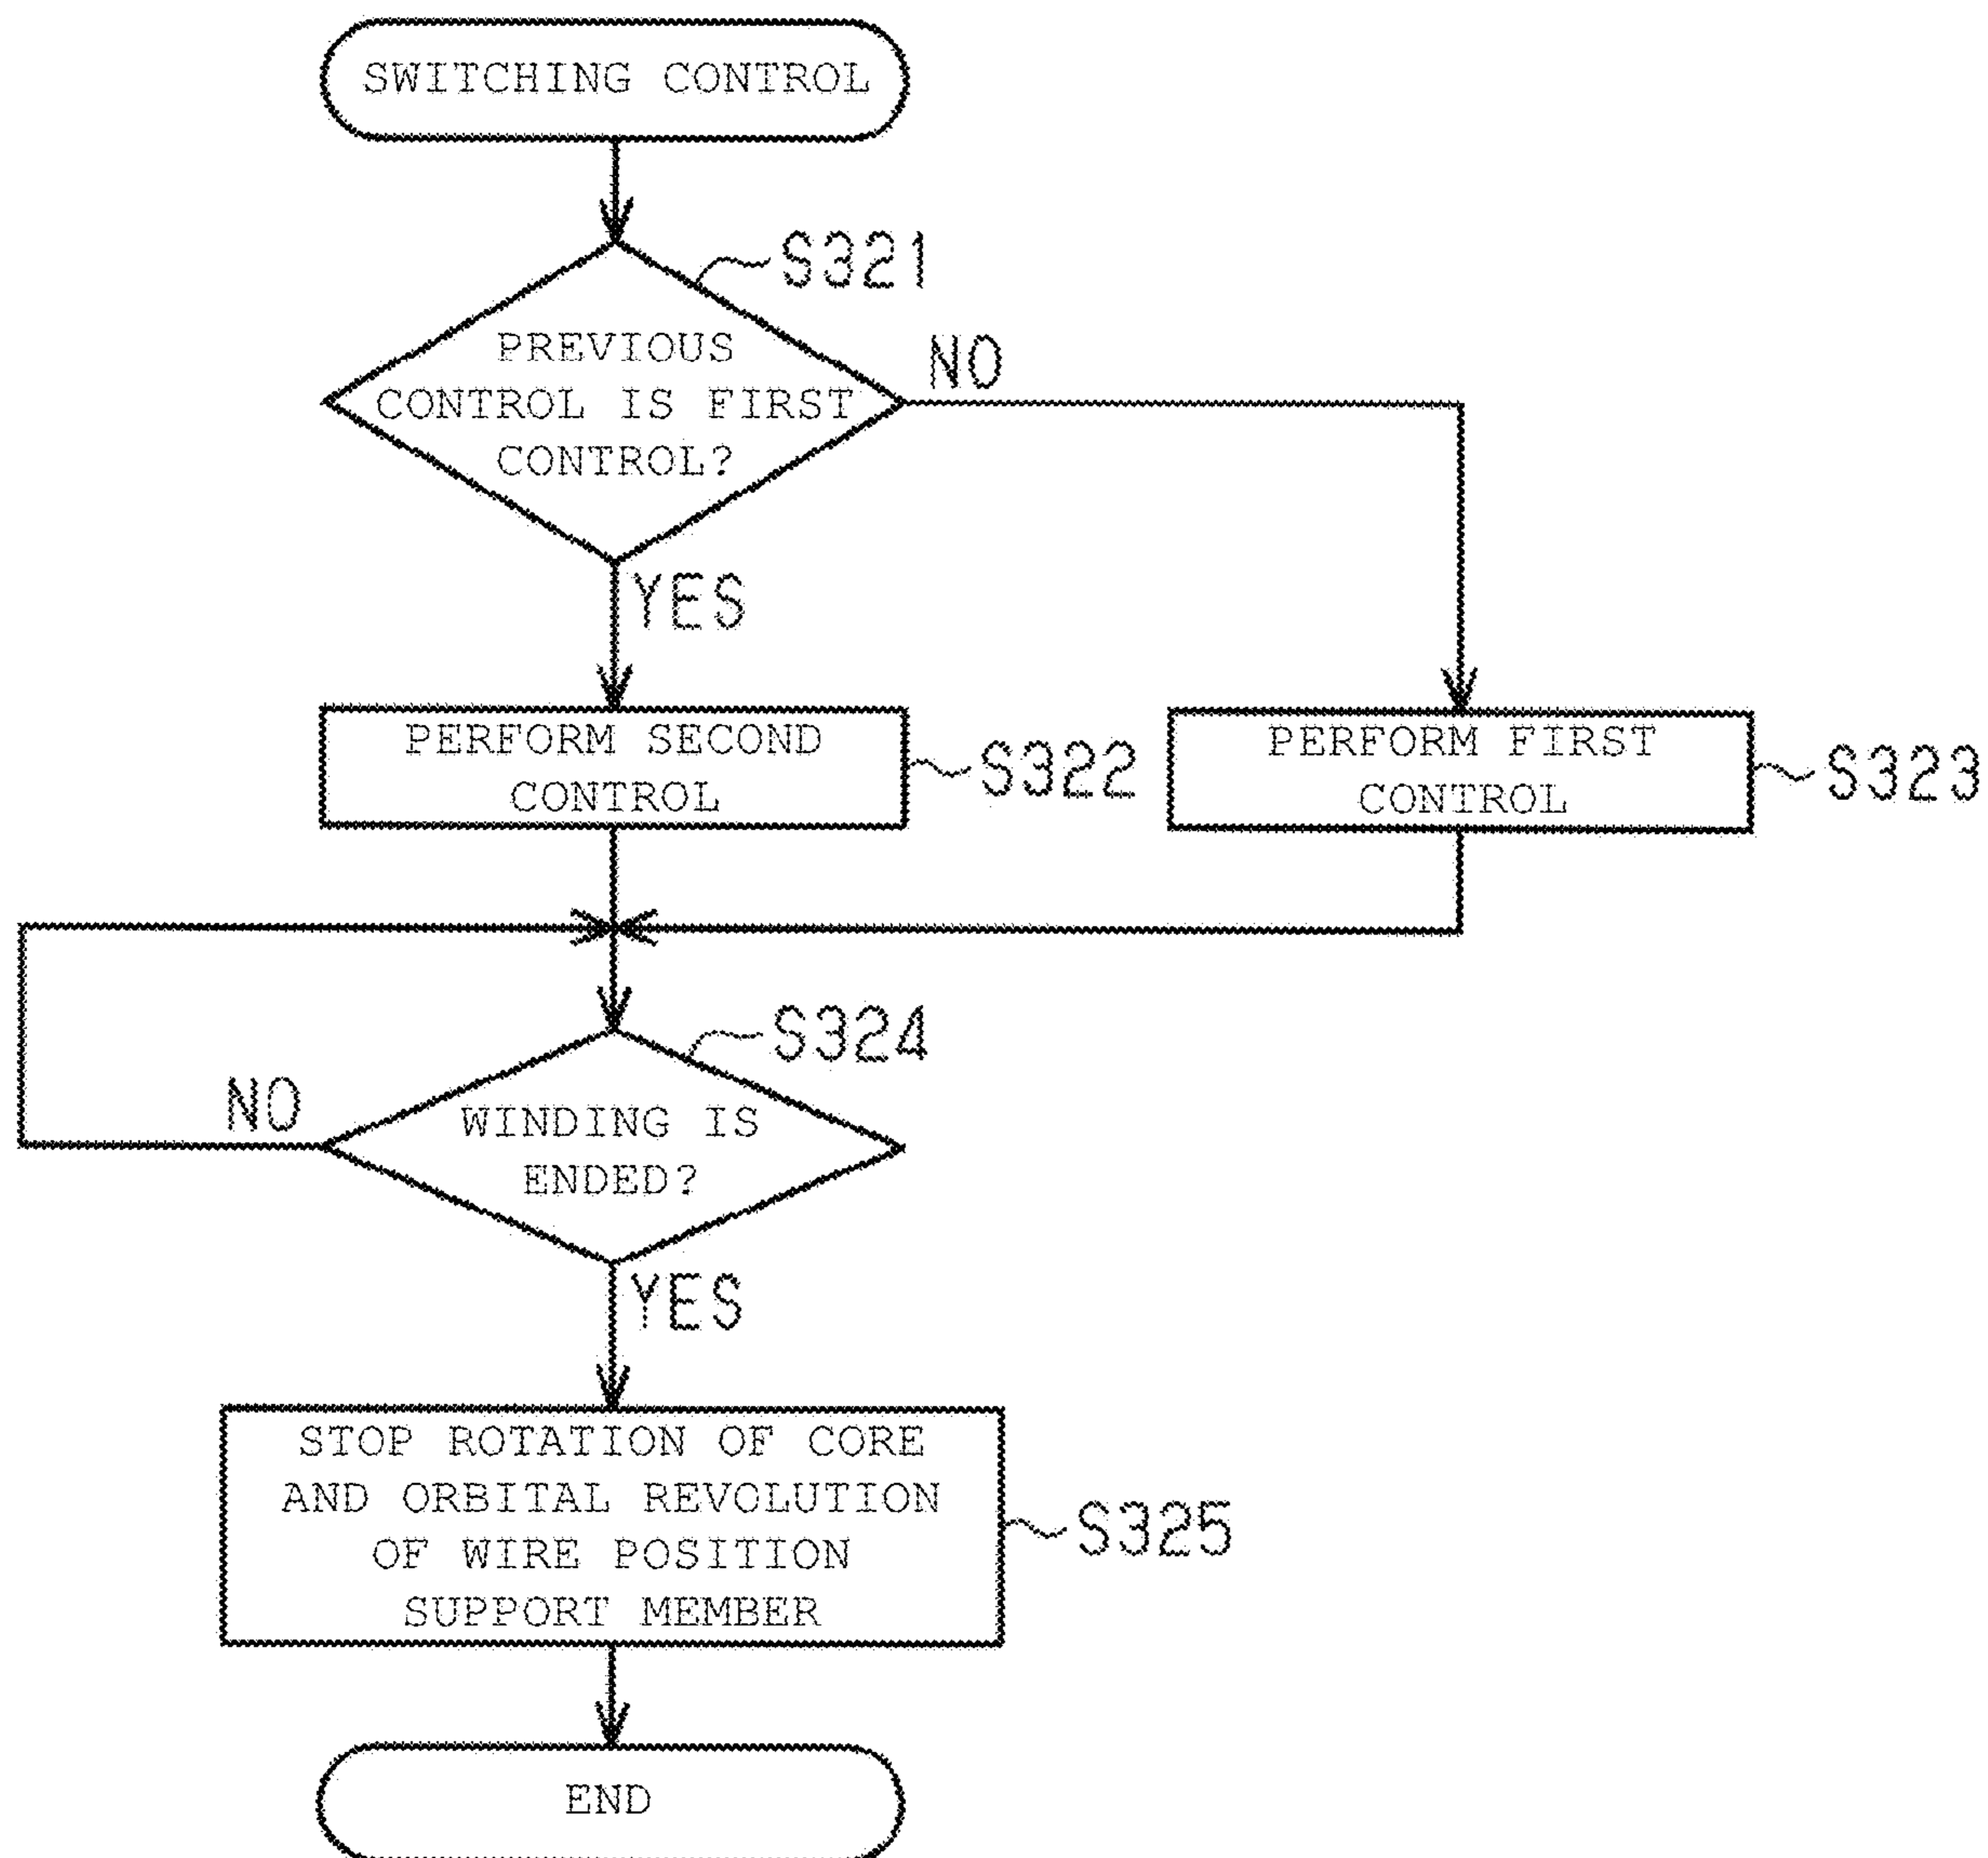 SWITCHING CONTROL
S321
PREVIOUS
CONTROL IS FIRST
CONTROL?
NO
YES
PERFORM SECOND
CONTROL
S322
PERFORM FIRST
CONTROL
S323
S324
NO
WINDING IS
ENDED?
YES
STOP ROTATION OF CORE
AND ORBITAL REVOLUTION
OF WIRE POSITION
SUPPORT MEMBER
S325
END